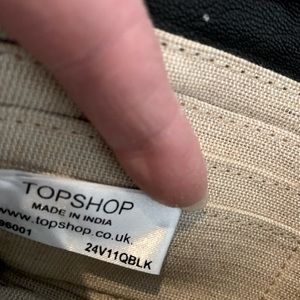 TOPSHOP
MADE IN INDIA
www.topshop.co.uk.
96001
24V11QBLK